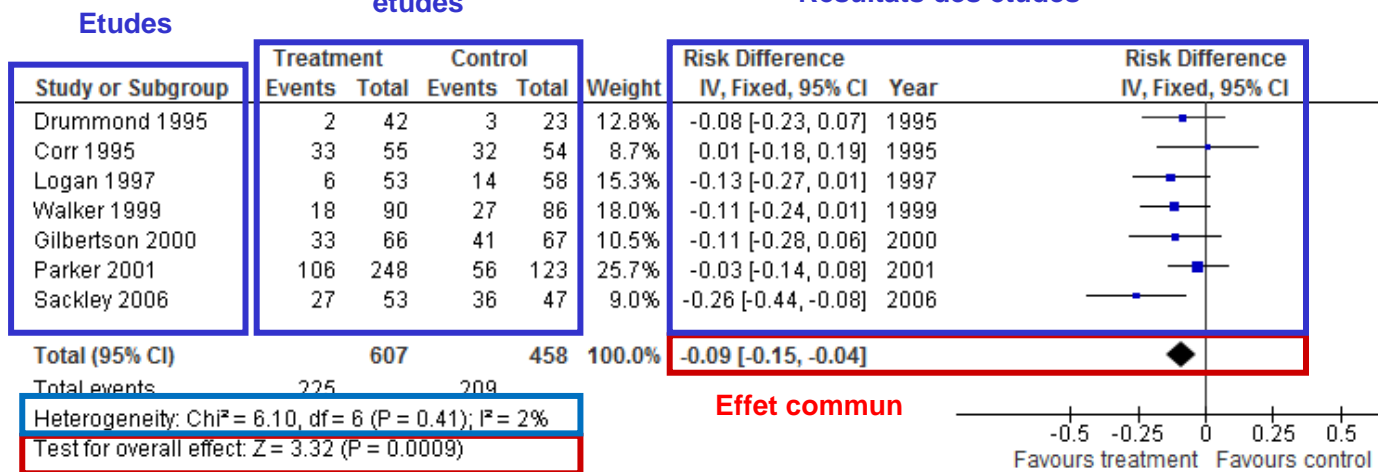 études
Résultats des études
Etudes
Treatment Control Risk Difference Risk Difference
Study or Subgroup Events Total Events Total Weight IV, Fixed, 95% CI Year IV, Fixed, 95% CI
Drummond 1995 2 42 3 23 12.8% -0.08 [-0.23, 0.07] 1995
Corr 1995 33 55 32 54 8.7% 0.01 [-0.18, 0.19] 1995
Logan 1997 6 53 14 58 15.3% -0.13 [-0.27, 0.01] 1997
Walker 1999 18 90 27 86 18.0% -0.11 [-0.24, 0.01] 1999
Gilbertson 2000 33 66 41 67 10.5% -0.11 [-0.28, 0.06] 2000
Parker 2001 106 248 56 123 25.7% -0.03 [-0.14, 0.08] 2001
Sackley 2006 27 53 36 47 9.0% -0.26 [-0.44, -0.08] 2006
Total (95% CI) 607 458 100.0% -0.09 [-0.15, -0.04]
Total events 225 209
Effet commun
Heterogeneity: Chi² = 6.10, df = 6 (P = 0.41); I² = 2%
Test for overall effect: Z = 3.32 (P = 0.0009)
-0.5 -0.25 0 0.25 0.5
Favours treatment Favours control